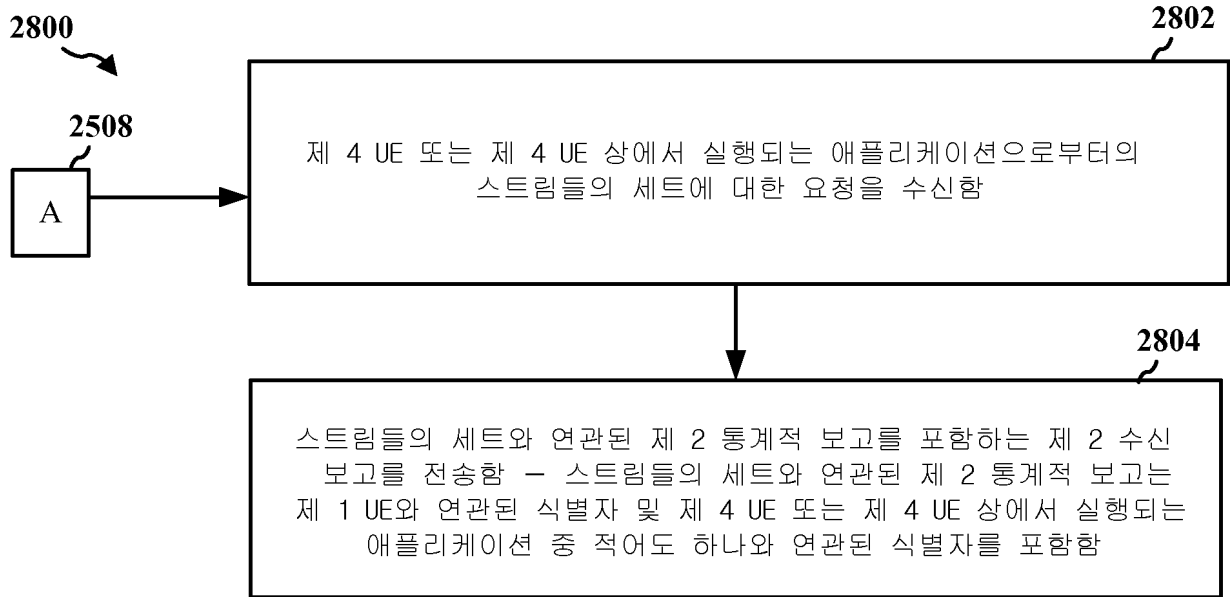 2800
2802
2508
A
제 4 UE 또는 제 4 UE 상에서 실행되는 애플리케이션으로부터의
스트림들의 세트에 대한 요청을 수신함
2804
스트림들의 세트와 연관된 제 2 통계적 보고를 포함하는 제 2 수신
보고를 전송함 – 스트림들의 세트와 연관된 제 2 통계적 보고는
제 1 UE와 연관된 식별자 및 제 4 UE 또는 제 4 UE 상에서 실행되는
애플리케이션 중 적어도 하나와 연관된 식별자를 포함함